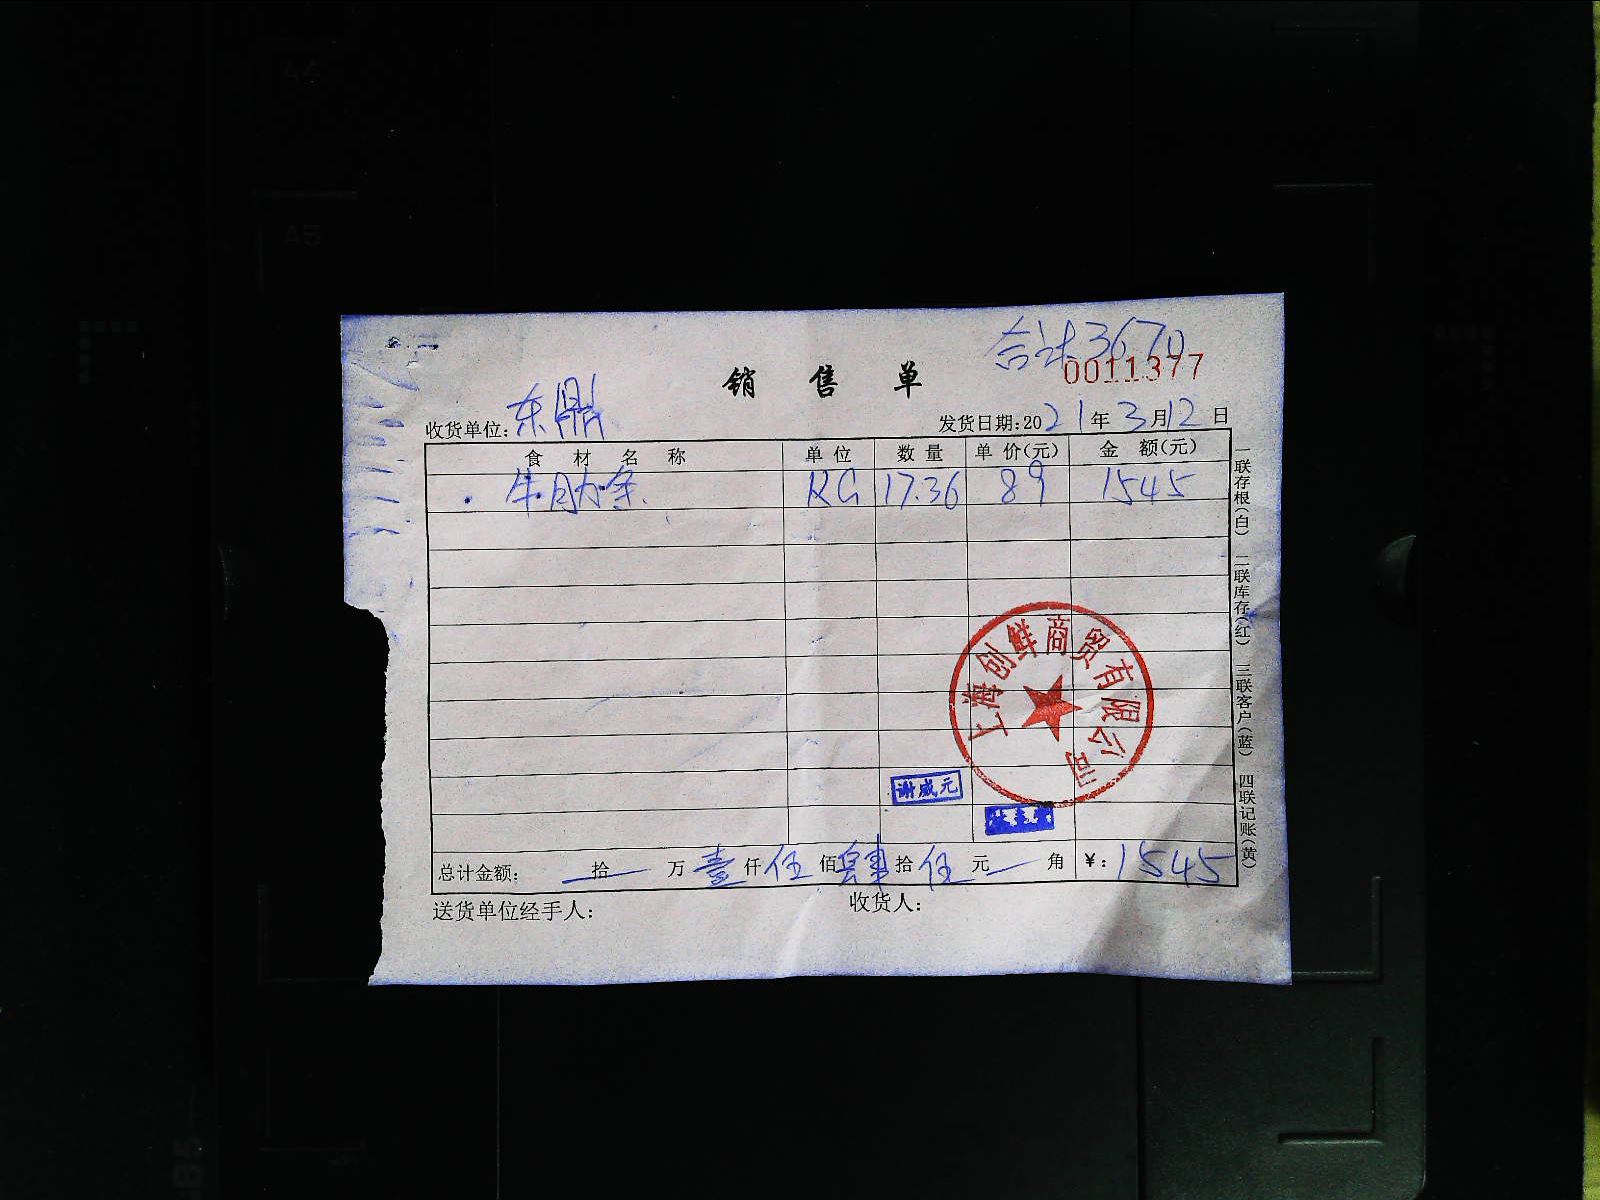 合计3670
销售单
0011377
收货单位:东鼎
发货日期:2021年3月12日
食材名称 单位 数量 单价(元) 金额(元)
牛肋条 KG 17.36 89 1545
上海创鲜商贸有限公司
谢威元
总计金额: 拾 万壹仟伍佰肆拾伍元 角 ¥:1545
送货单位经手人: 收货人:
一联存根(白) 二联库存(红) 三联客户(蓝) 四联记账(黄)
A5
B5